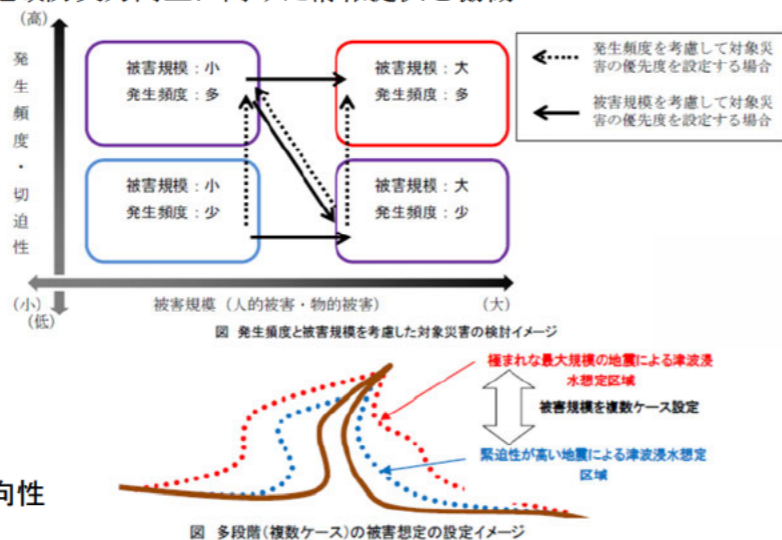 (高)
発生頻度・切迫性
被害規模：小
発生頻度：多
被害規模：大
発生頻度：多
被害規模：小
発生頻度：少
被害規模：大
発生頻度：少
発生頻度を考慮して対象災
害の優先度を設定する場合
被害規模を考慮して対象災
害の優先度を設定する場合
(小)
(低)
被害規模（人的被害・物的被害）
(大)
図 発生頻度と被害規模を考慮した対象災害の検討イメージ
極まれな最大規模の地震による津波浸
水想定区域
被害規模を複数ケース設定
緊迫性が高い地震による津波浸水想定
区域
向性
図 多段階(複数ケース)の被害想定の設定イメージ